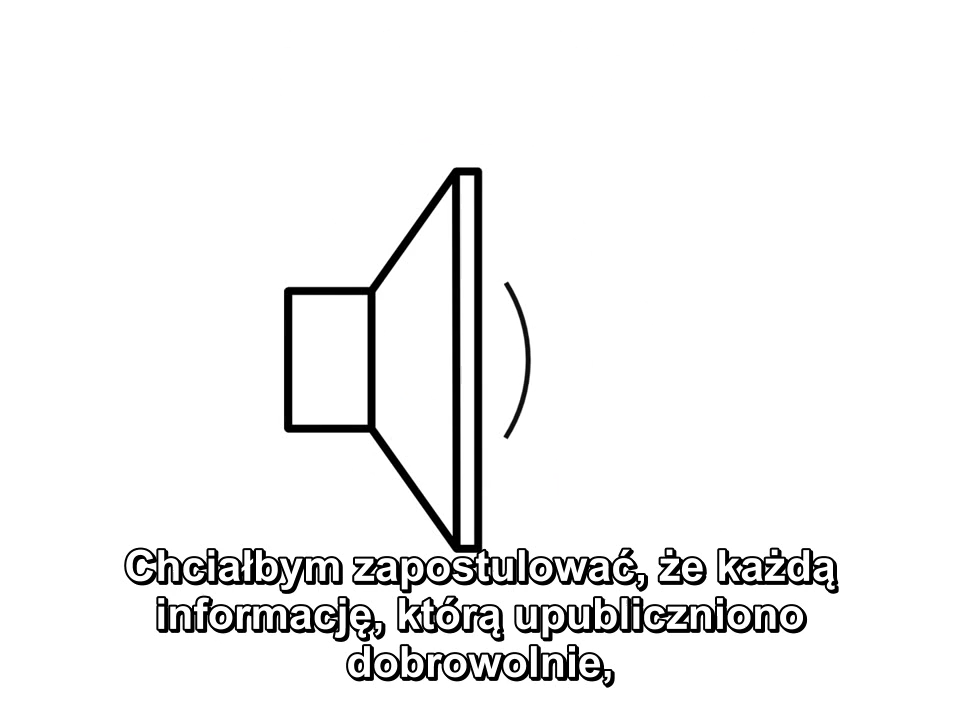 Chciałbym zapostulować, że każdą
informację, którą upubliczniono
dobrowolnie,